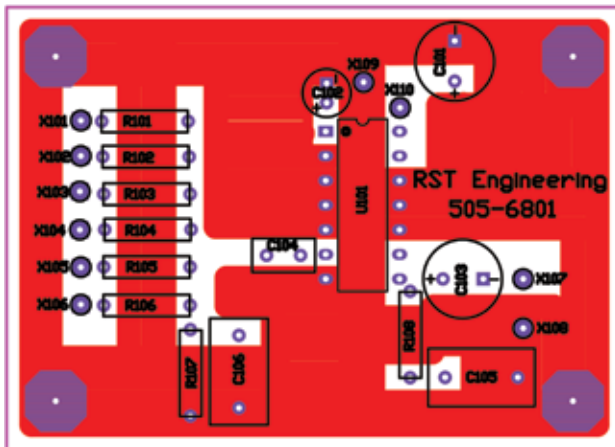 X109
C101
C102
X110
X101
R101
X102
R102
X103
R103
U101
RST Engineering
505-6801
X104
R104
C104
X105
R105
C103
X107
X106
R106
R108
X108
R107
C106
C105